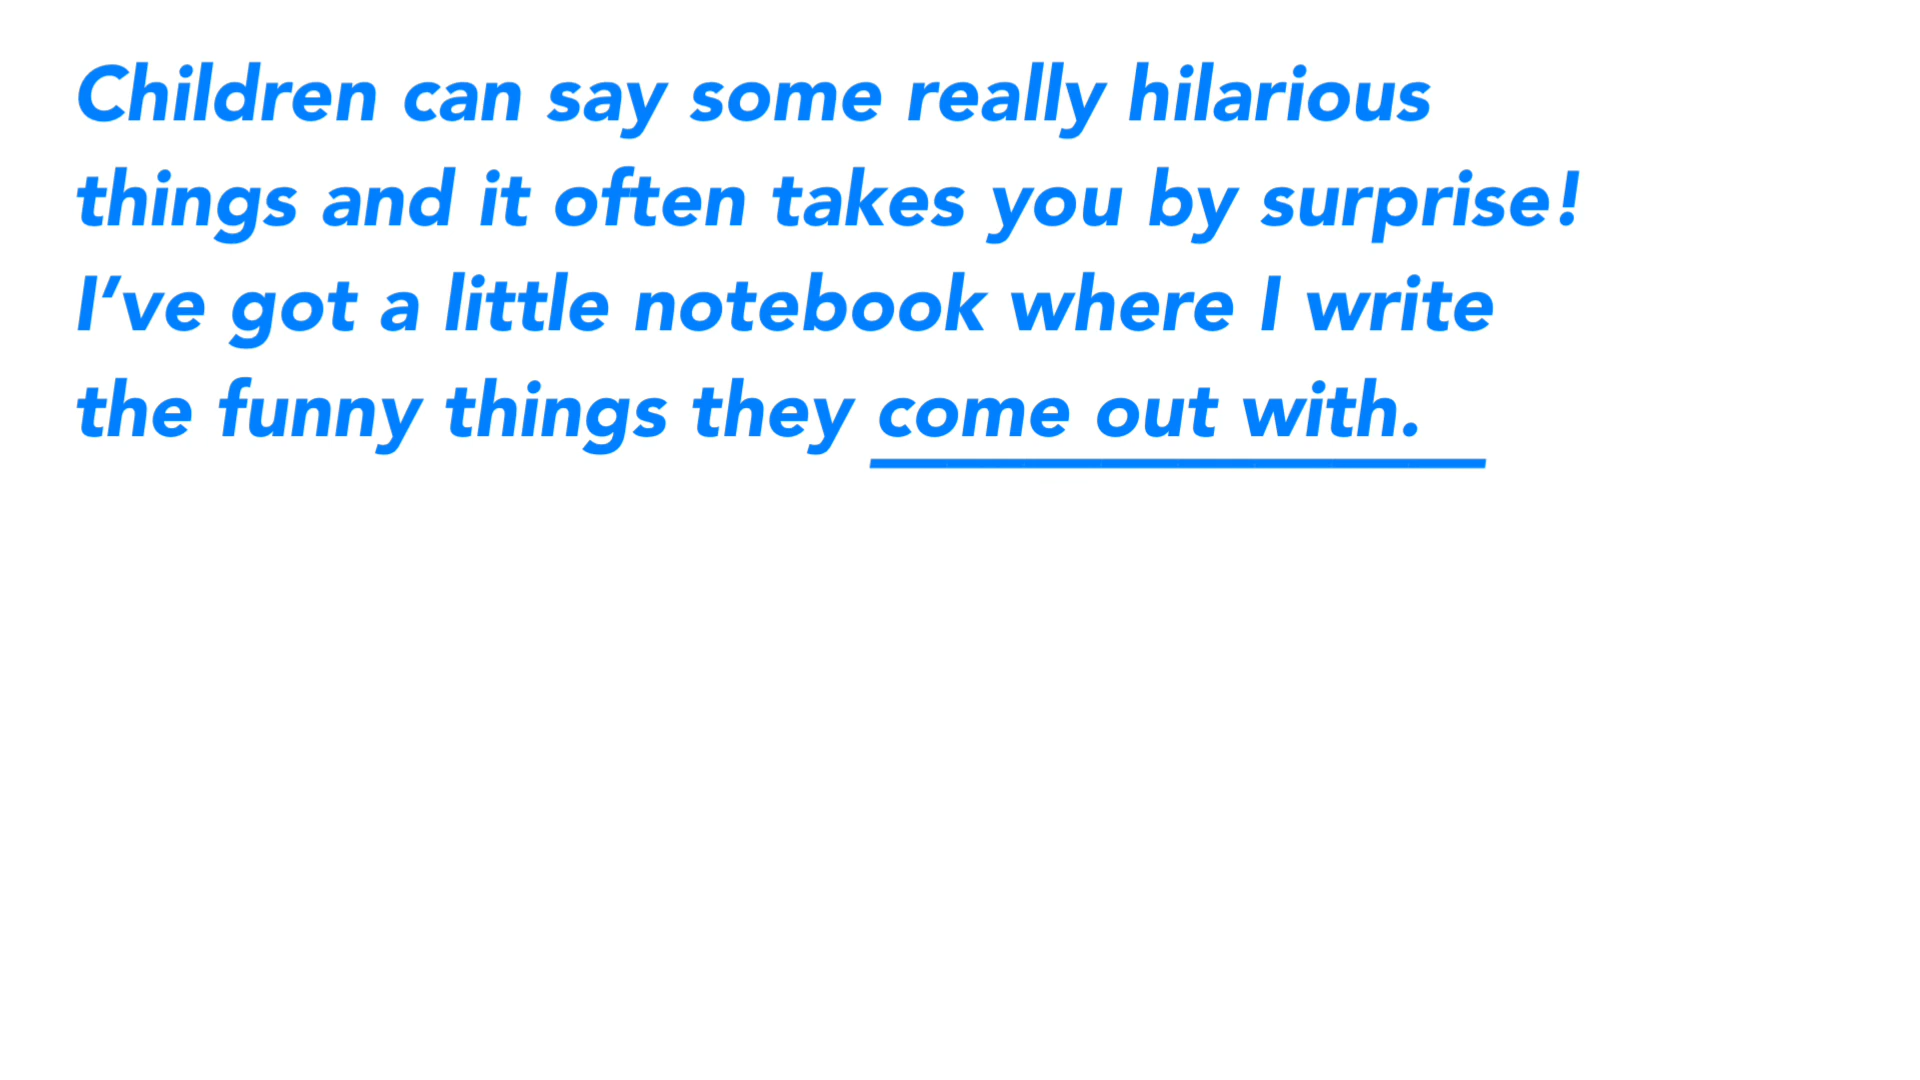 Children can say some really hilarious
things and it often takes you by surprise!
I’ve got a little notebook where I write
the funny things they come out with.